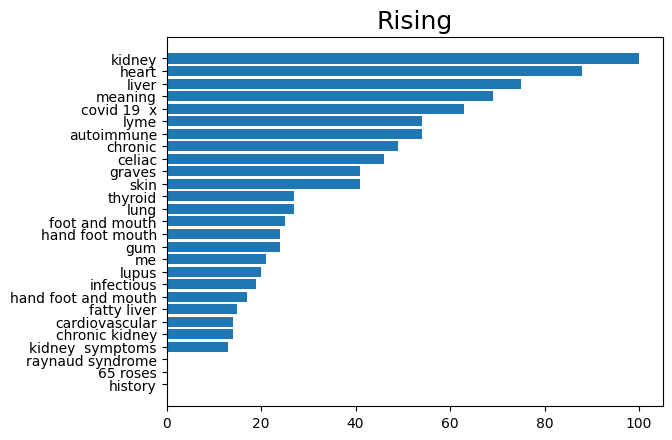 Rising
kidney
heart
liver
meaning
covid 19  x
lyme
autoimmune
chronic
celiac
graves
skin
thyroid
lung
foot and mouth
hand foot mouth
gum
me
lupus
infectious
hand foot and mouth
fatty liver
cardiovascular
chronic kidney
kidney  symptoms
raynaud syndrome
65 roses
history
0 20 40 60 80 100